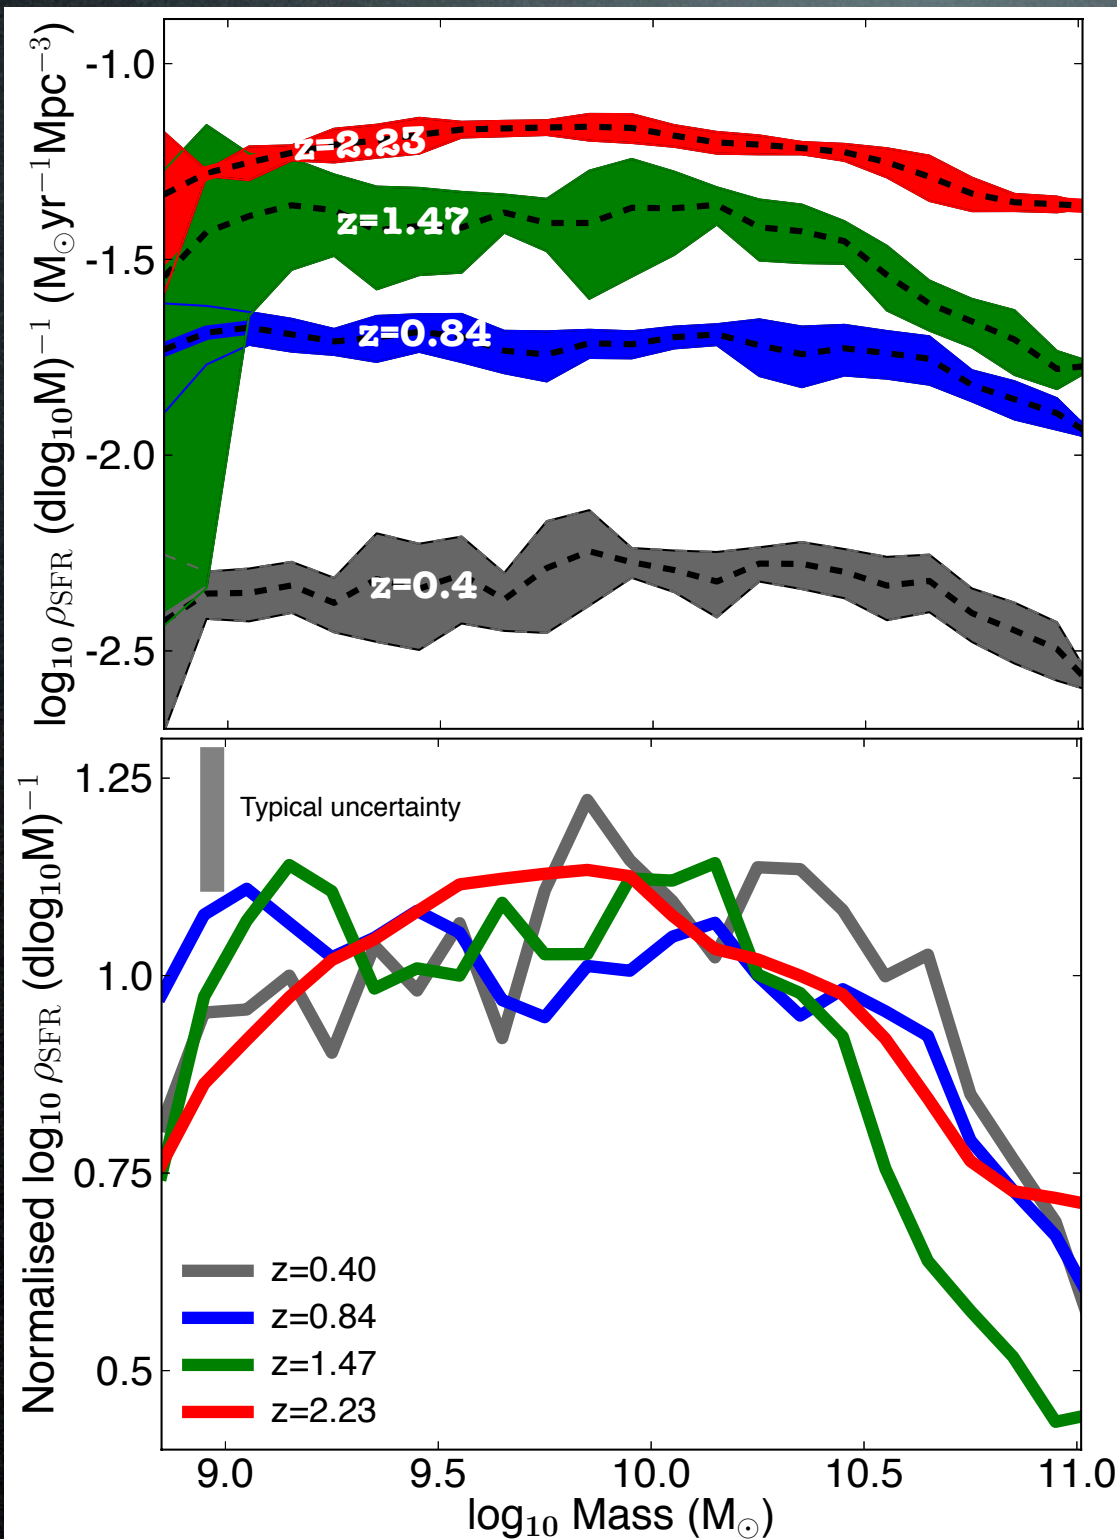 log₁₀ ρSFR (dlog₁₀M)⁻¹ (M⊙yr⁻¹Mpc⁻³)
-1.0
-1.5
-2.0
-2.5
z=2.23
z=1.47
z=0.84
z=0.4
Normalised log₁₀ ρSFR (dlog₁₀M)⁻¹
1.25
1.0
0.75
0.5
Typical uncertainty
z=0.40
z=0.84
z=1.47
z=2.23
9.0 9.5 10.0 10.5 11.0
log₁₀ Mass (M⊙)